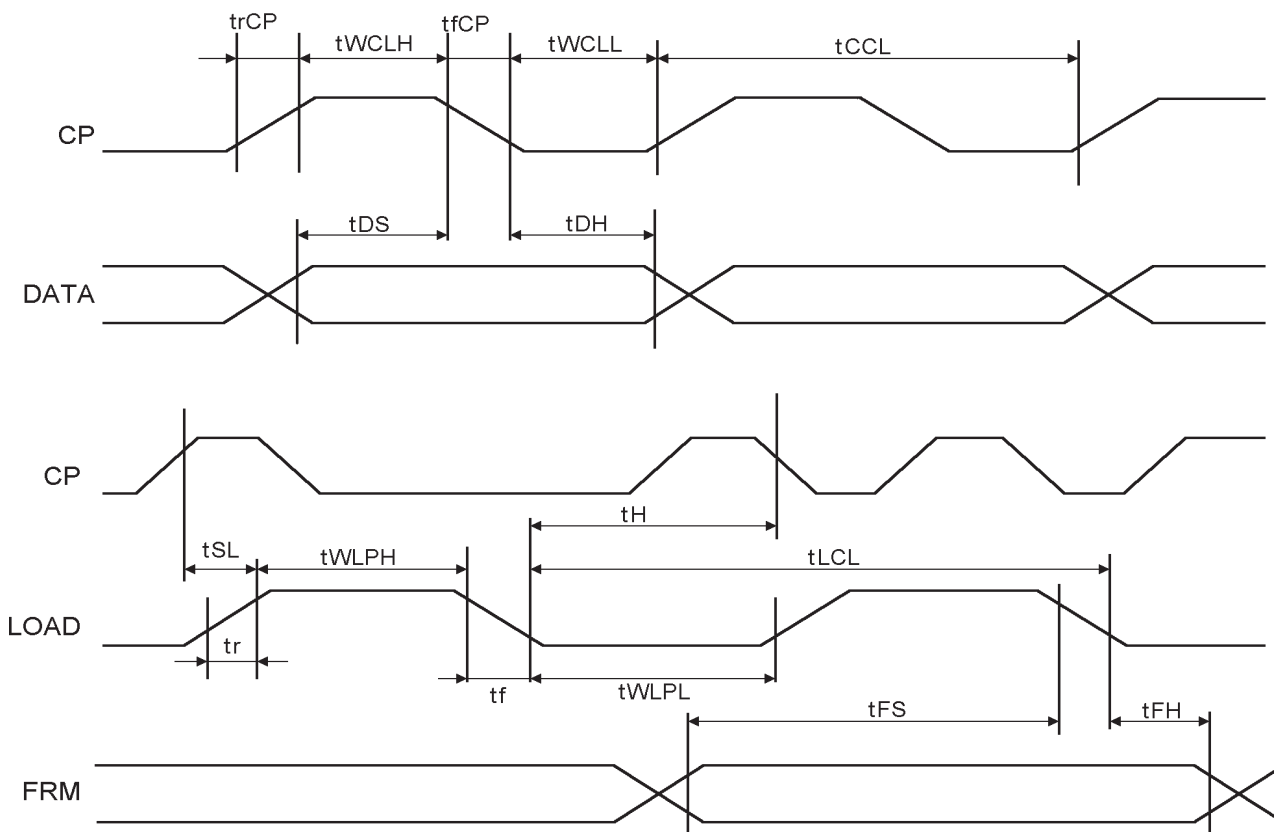 trCP
tWCLH
tfCP
tWCLL
tCCL
CP
tDS
tDH
DATA
CP
tH
tSL
tWLPH
tLCL
LOAD
tr
tf
tWLPL
tFS
tFH
FRM